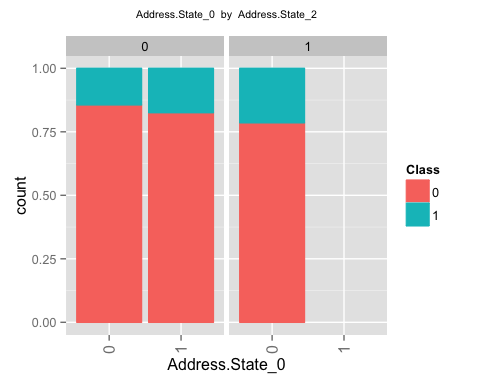 Address.State_0 by Address.State_2
0 1
1.00
0.75
0.50
0.25
0.00
count
0 1 0 1
Address.State_0
Class
0
1